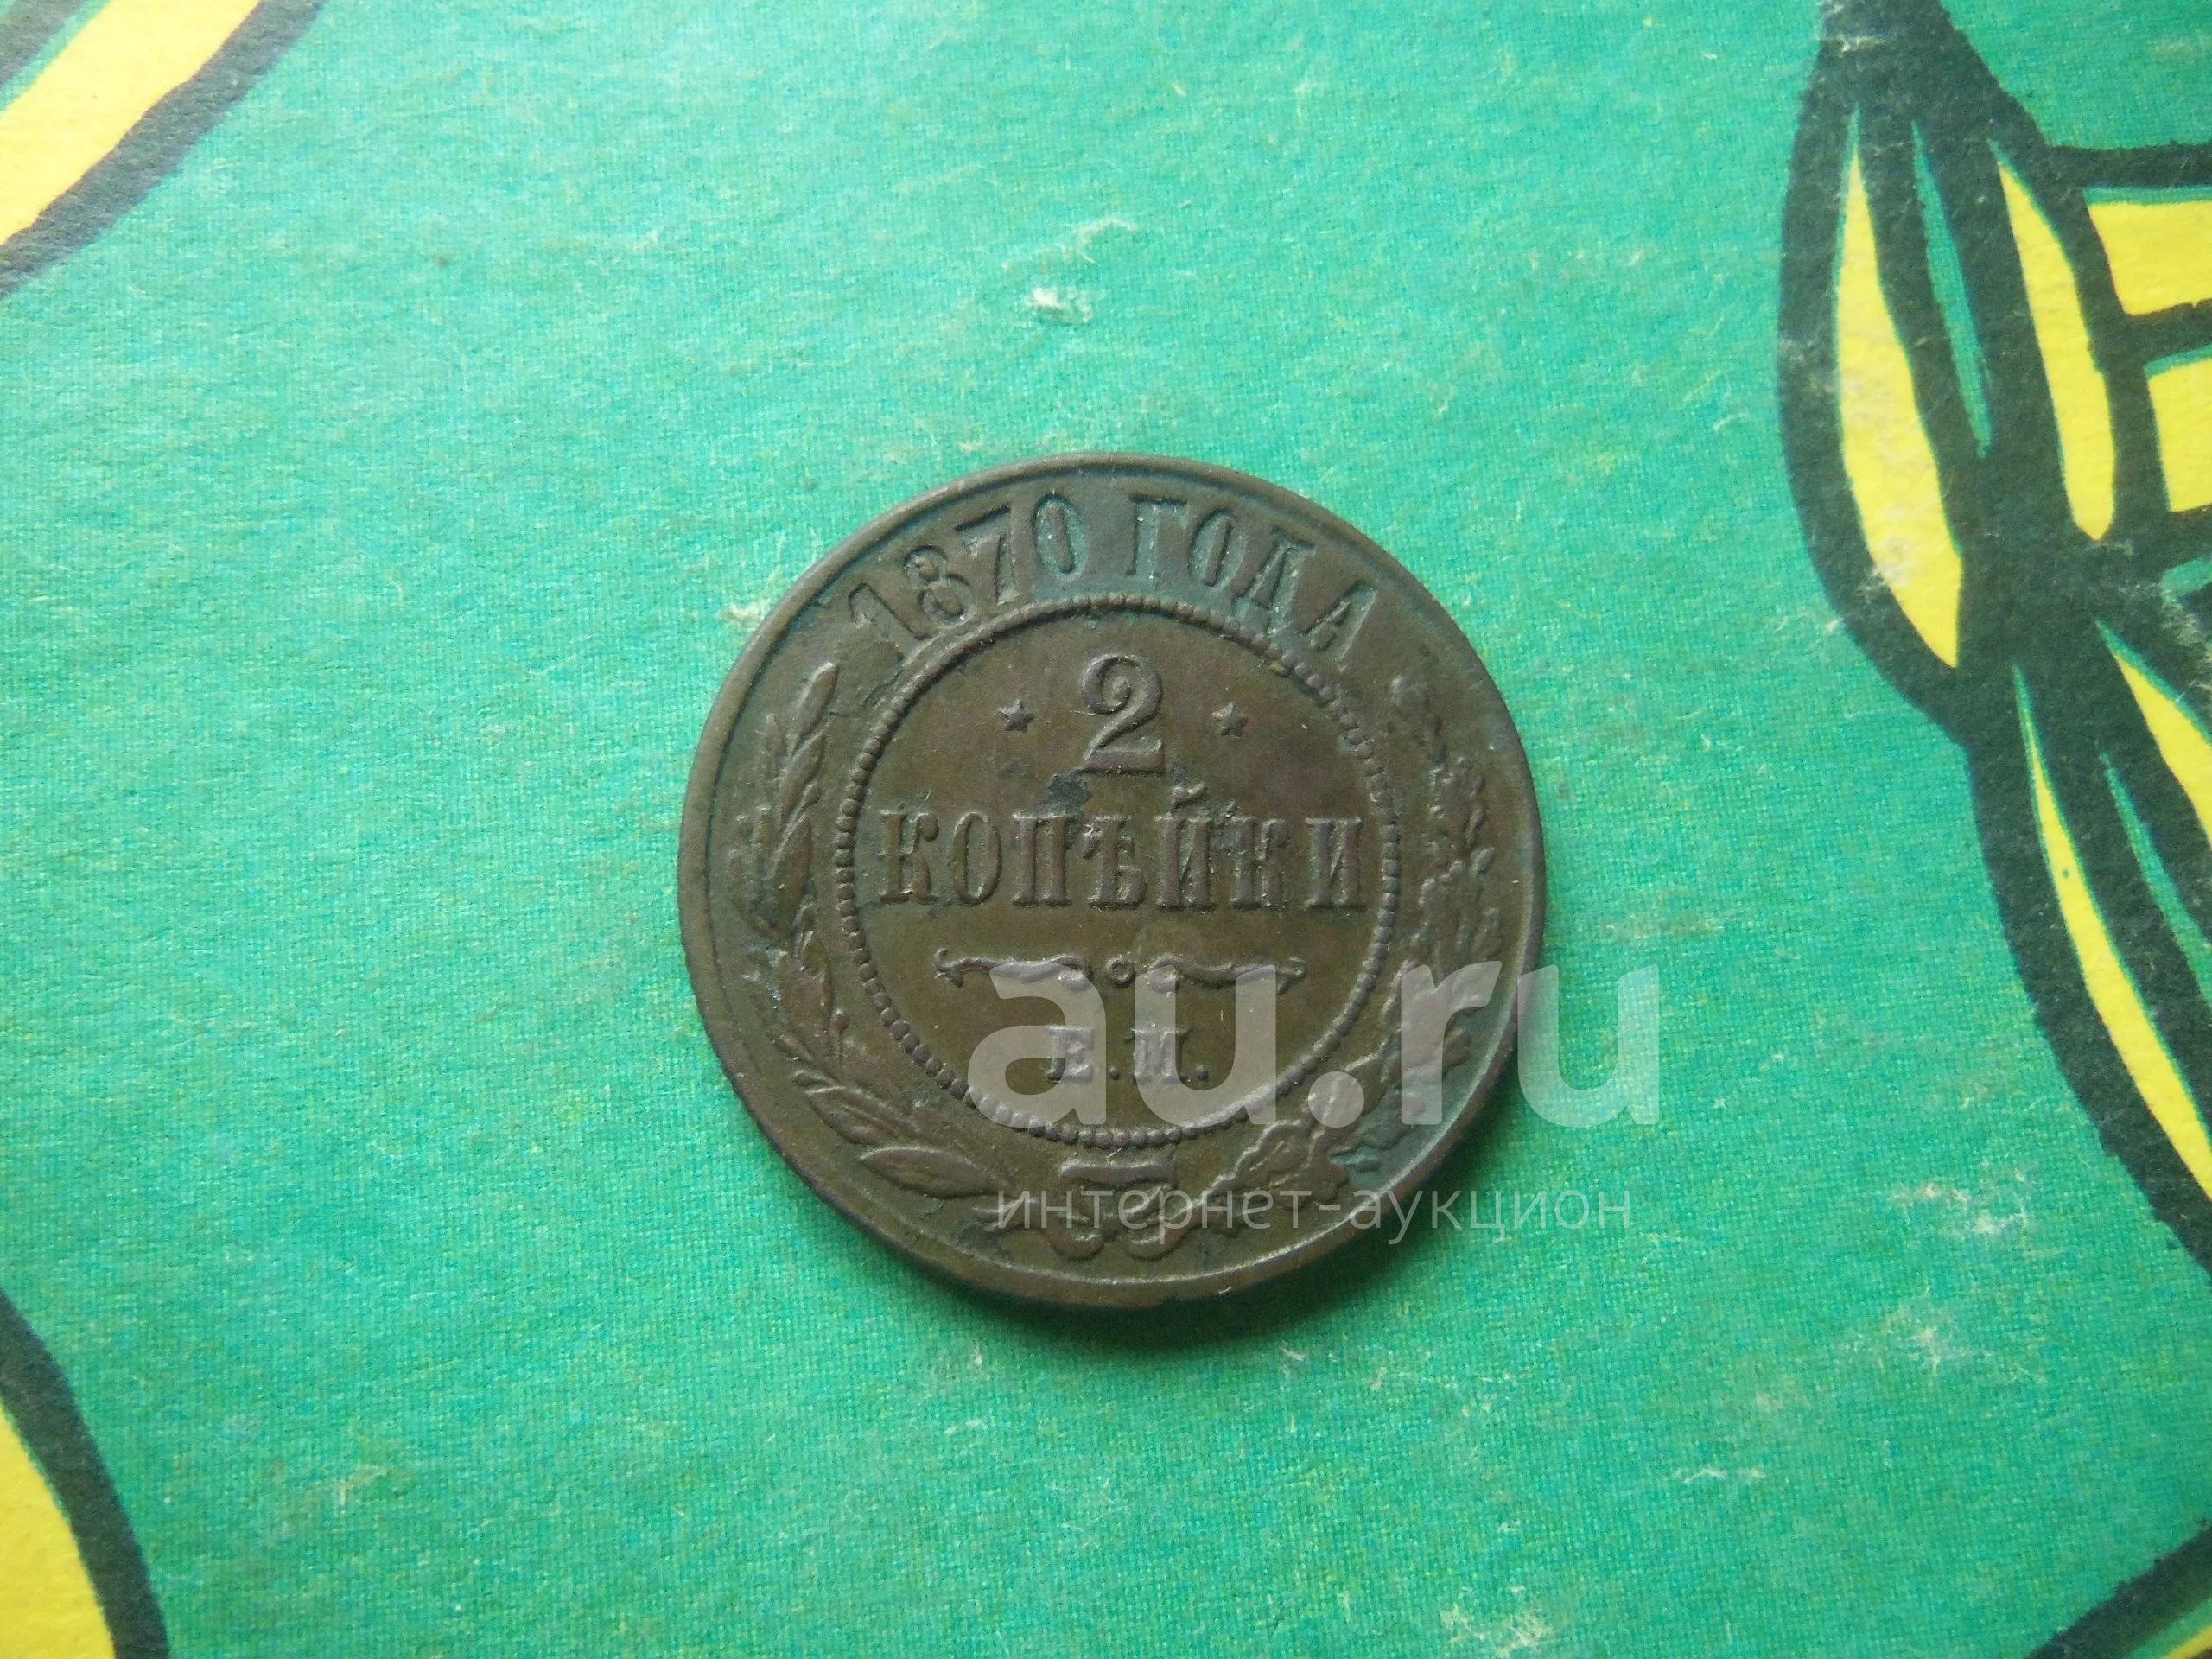 1870 ГОДА
2
КОПѢЙКИ
Е.М.
au.ru
интернет-аукцион